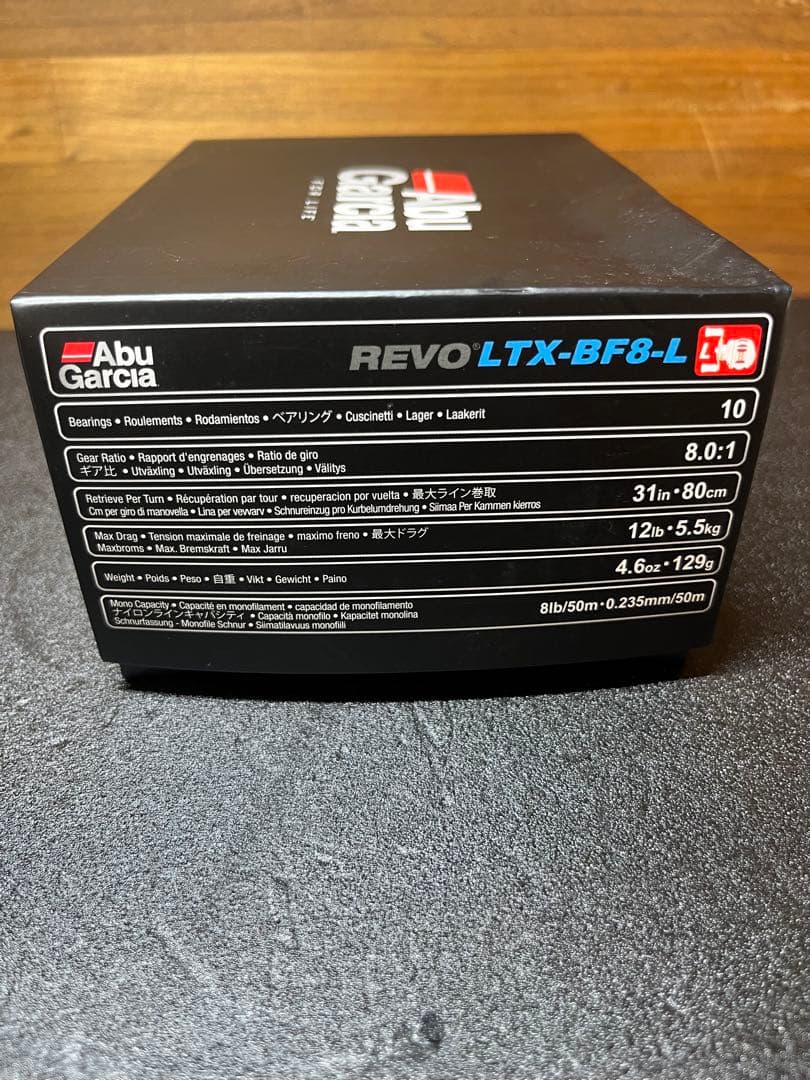 Abu
Garcia
FOR LIFE
Abu
Garcia
REVO® LTX-BF8-L L
Bearings • Roulements • Rodamientos • ベアリング • Cuscinetti • Lager • Laakerit 10
Gear Ratio • Rapport d'engrenages • Ratio de giro
ギア比 • Utväxling • Utväxling • Übersetzung • Välitys 8.0:1
Retrieve Per Turn • Récupération par tour • recuperacion por vuelta • 最大ライン巻取
Cm per giro di manovella • Lina per vevvarv • Schnureinzug pro Kurbelumdrehung • Siimaa Per Kammen kierros 31in•80cm
Max Drag • Tension maximale de freinage • maximo freno • 最大ドラグ
Maxbroms • Max. Bremskraft • Max Jarru 12lb•5.5kg
Weight • Poids • Peso • 自重 • Vikt • Gewicht • Paino 4.6oz•129g
Mono Capacity • Capacité en monofilament • capacidad de monofilamento
ナイロンラインキャパシティ • Capacità monofilo • Kapacitet monolina
Schnurfassung - Monofile Schnur • Siimatilavuus monofiili 8lb/50m•0.235mm/50m